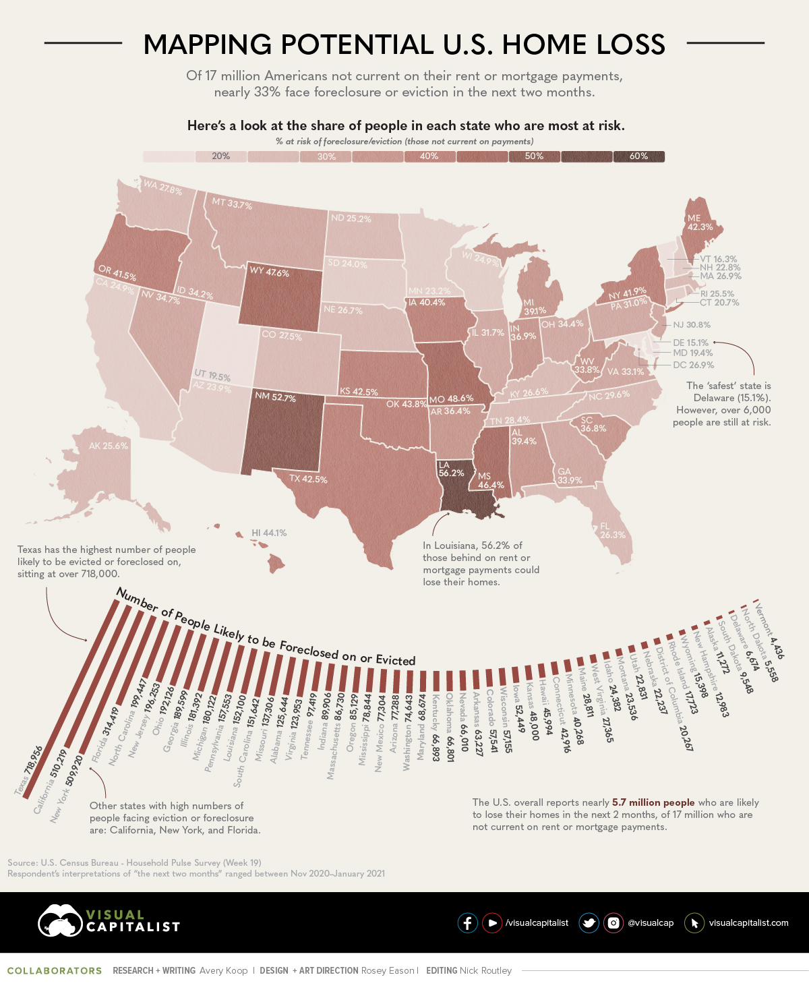 MAPPING POTENTIAL U.S. HOME LOSS
Of 17 million Americans not current on their rent or mortgage payments,
nearly 33% face foreclosure or eviction in the next two months.
Here's a look at the share of people in each state who are most at risk.
% at risk of foreclosure/eviction (those not current on payments)
20% 30% 40% 50% 60%
WA 27.8%
MT 33.7%
ND 25.2%
ME
42.3%
OR 41.5%
WY 47.6%
SD 24.0%
WI 24.9%
VT 16.3%
NH 22.8%
MA 26.9%
CA 24.9%
NV 34.7%
ID 34.2%
MN 23.2%
NY 41.9%
RI 25.5%
CT 20.7%
IA 40.4%
NE 26.7%
MI
39.1%
PA 31.0%
IL 31.7%
IN
36.9%
OH 34.4%
NJ 30.8%
CO 27.5%
DE 15.1%
MD 19.4%
DC 26.9%
UT 19.5%
AZ 23.9%
WV
33.8%
VA 33.1%
NM 52.7%
KS 42.5%
OK 43.8%
MO 48.6%
AR 36.4%
KY 26.6%
NC 29.6%
TN 28.4%
The 'safest' state is
Delaware (15.1%).
However, over 6,000
people are still at risk.
AL
39.4%
SC
36.8%
AK 25.6%
LA
56.2%
MS
46.4%
GA
33.9%
TX 42.5%
FL
26.3%
HI 44.1%
Texas has the highest number of people
likely to be evicted or foreclosed on,
sitting at over 718,000.
In Louisiana, 56.2% of
those behind on rent or
mortgage payments could
lose their homes.
Number of People Likely to be Foreclosed on or Evicted
Texas 718,956
California 510,219
New York 509,920
Florida 314,419
North Carolina 199,447
New Jersey 196,253
Ohio 192,126
Georgia 189,599
Illinois 181,392
Michigan 180,122
Pennsylvania 157,553
Louisiana 152,100
South Carolina 151,642
Missouri 137,306
Alabama 125,644
Virginia 123,953
Tennessee 97,419
Indiana 89,906
Massachusetts 86,730
Oregon 85,129
Mississippi 78,844
New Mexico 77,304
Arizona 77,288
Washington 74,643
Maryland 68,674
Kentucky 66,893
Oklahoma 66,801
Nevada 66,010
Arkansas 63,227
Colorado 57,541
Wisconsin 57,155
Iowa 52,449
Kansas 48,000
Hawaii 45,994
Connecticut 42,916
Minnesota 40,268
Maine 28,811
West Virginia 27,365
Idaho 24,382
Montana 23,536
Utah 22,831
Nebraska 22,237
District of Columbia 20,267
Rhode Island 17,723
Wyoming 15,398
New Hampshire 12,983
Alaska 11,272
South Dakota 9,548
Delaware 6,674
North Dakota 5,558
Vermont 4,436
Other states with high numbers of
people facing eviction or foreclosure
are: California, New York, and Florida.
The U.S. overall reports nearly 5.7 million people who are likely
to lose their homes in the next 2 months, of 17 million who are
not current on rent or mortgage payments.
Source: U.S. Census Bureau - Household Pulse Survey (Week 19)
Respondent's interpretations of "the next two months" ranged between Nov 2020–January 2021
VISUAL
CAPITALIST
/visualcapitalist @visualcap visualcapitalist.com
COLLABORATORS RESEARCH + WRITING Avery Koop | DESIGN + ART DIRECTION Rosey Eason | EDITING Nick Routley